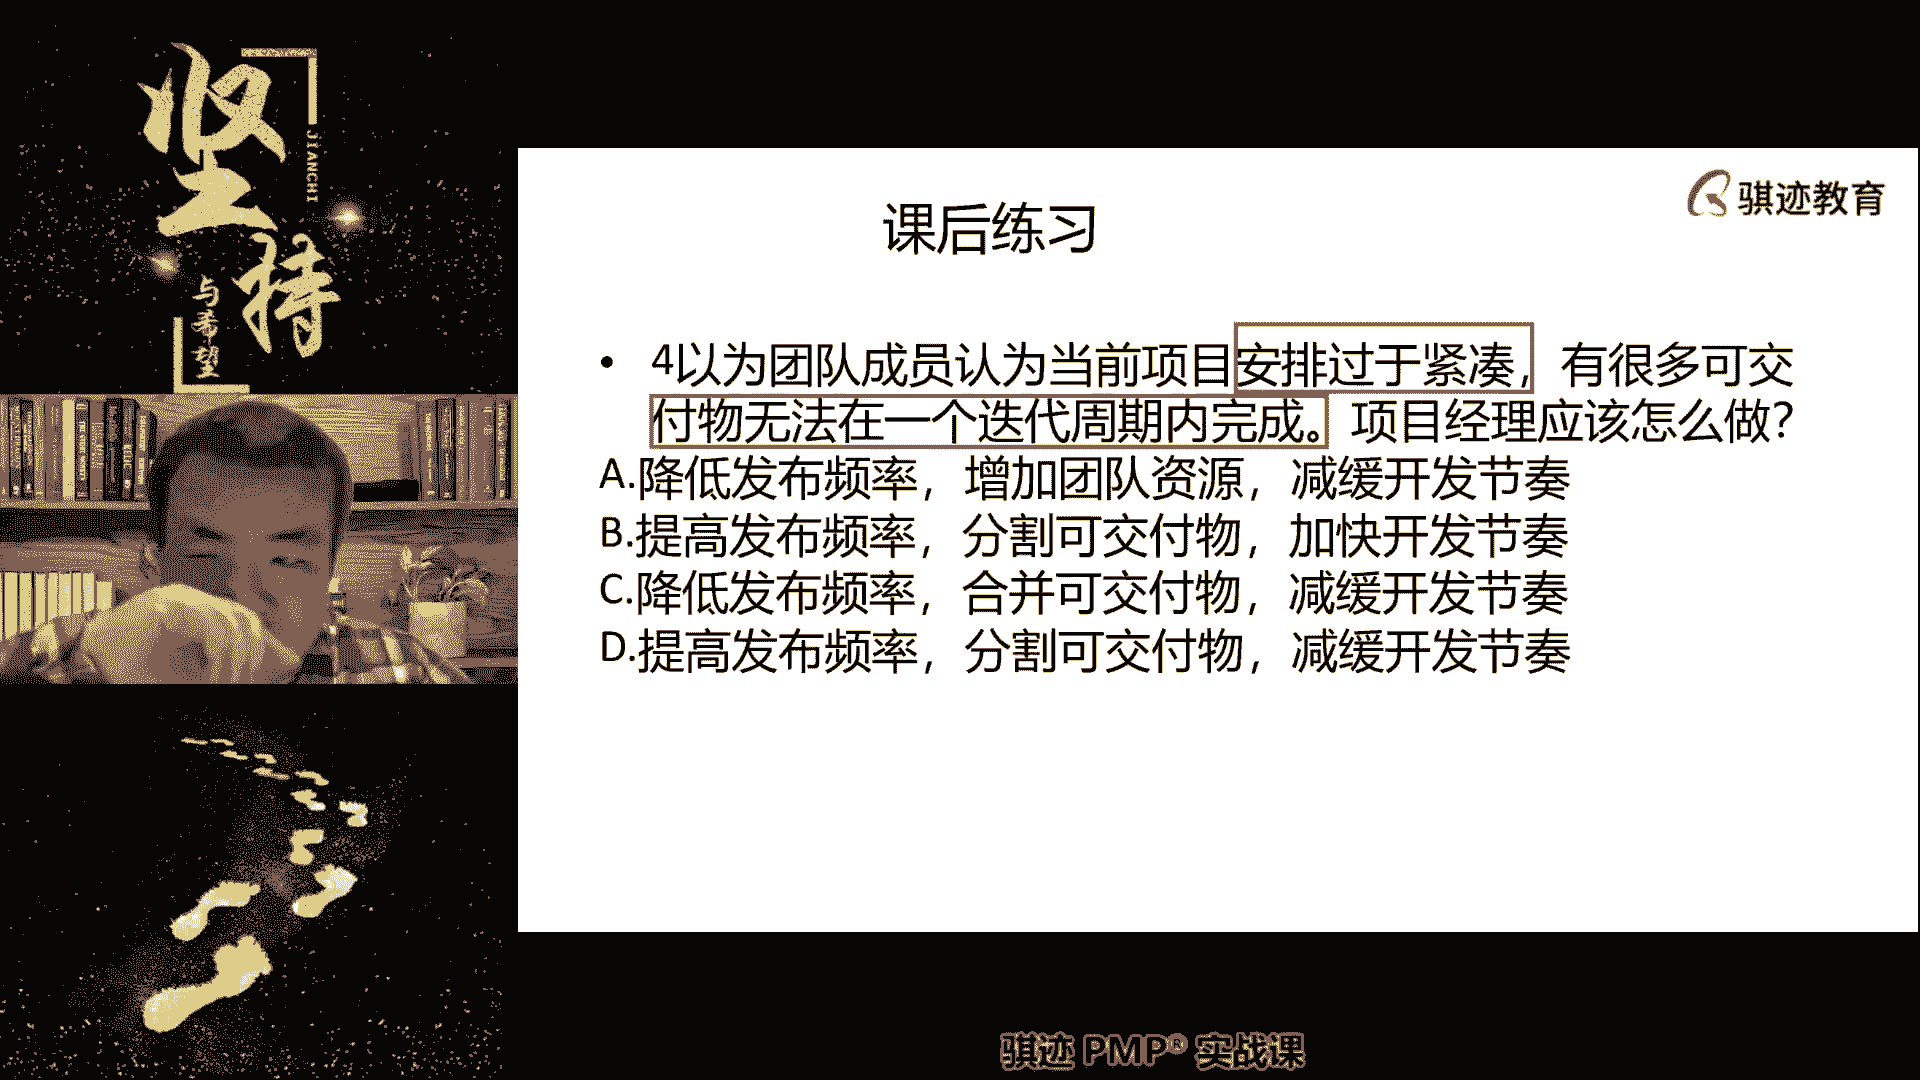 坚持
JIANCHI
与希望
骐迹教育
课后练习
• 4以为团队成员认为当前项目安排过于紧凑，有很多可交
付物无法在一个迭代周期内完成。项目经理应该怎么做？
A.降低发布频率，增加团队资源，减缓开发节奏
B.提高发布频率，分割可交付物，加快开发节奏
C.降低发布频率，合并可交付物，减缓开发节奏
D.提高发布频率，分割可交付物，减缓开发节奏
骐迹 PMP® 实战课